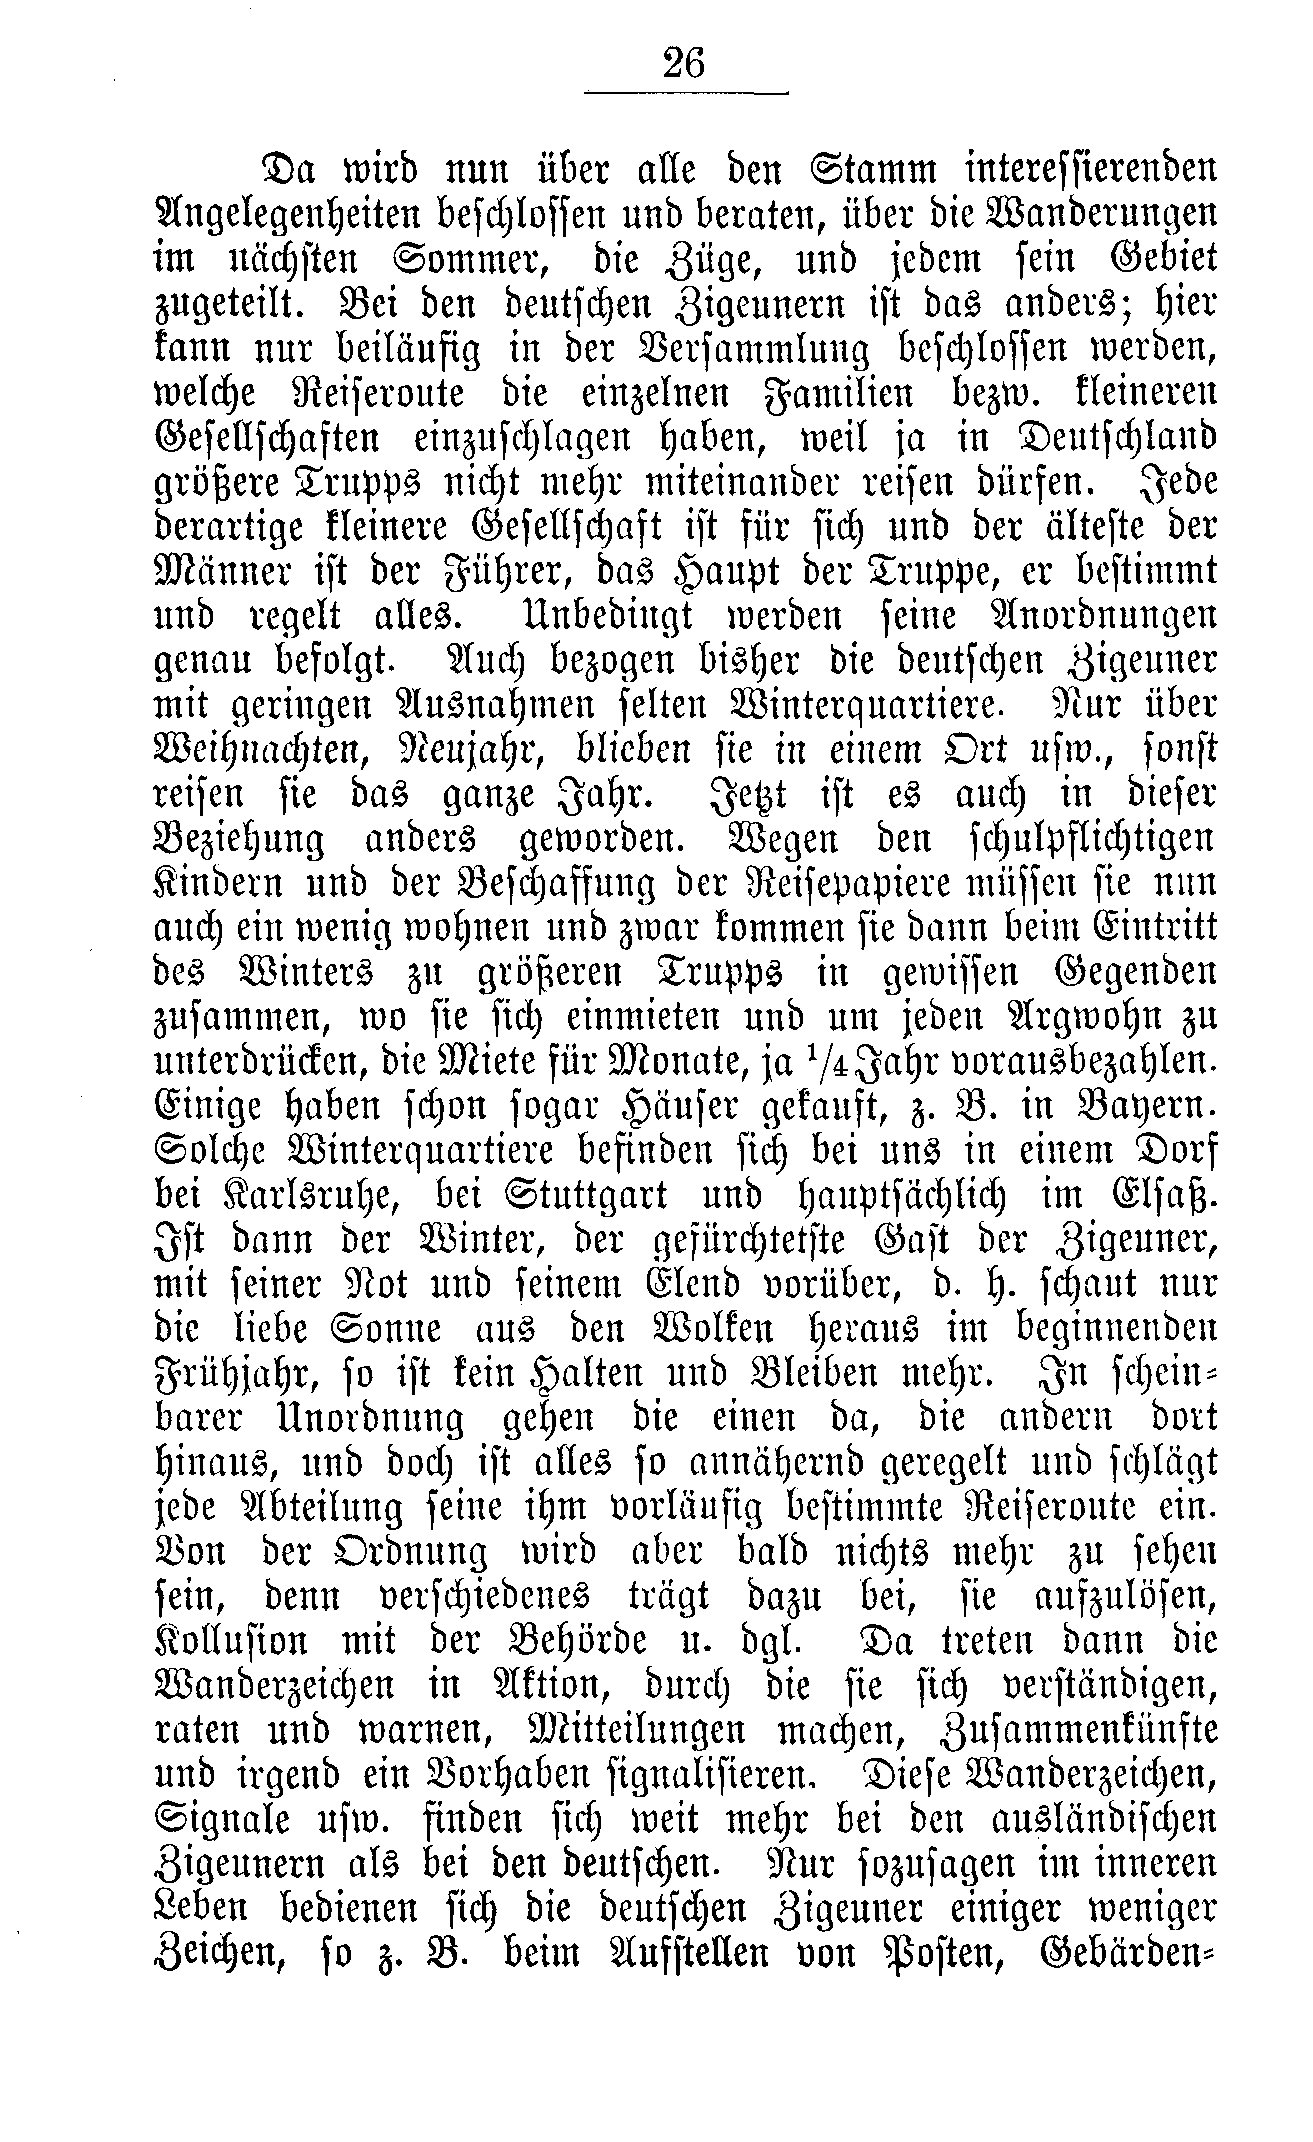 26
Da wird nun über alle den Stamm interessierenden
Angelegenheiten beschlossen und beraten, über die Wanderungen
im nächsten Sommer, die Züge, und jedem sein Gebiet
zugeteilt. Bei den deutschen Zigeunern ist das anders; hier
kann nur beiläufig in der Versammlung beschlossen werden,
welche Reiseroute die einzelnen Familien bezw. kleineren
Gesellschaften einzuschlagen haben, weil ja in Deutschland
größere Trupps nicht mehr miteinander reisen dürfen. Jede
derartige kleinere Gesellschaft ist für sich und der älteste der
Männer ist der Führer, das Haupt der Truppe, er bestimmt
und regelt alles. Unbedingt werden seine Anordnungen
genau befolgt. Auch bezogen bisher die deutschen Zigeuner
mit geringen Ausnahmen selten Winterquartiere. Nur über
Weihnachten, Neujahr, blieben sie in einem Ort usw., sonst
reisen sie das ganze Jahr. Jetzt ist es auch in dieser
Beziehung anders geworden. Wegen den schulpflichtigen
Kindern und der Beschaffung der Reisepapiere müssen sie nun
auch ein wenig wohnen und zwar kommen sie dann beim Eintritt
des Winters zu größeren Trupps in gewissen Gegenden
zusammen, wo sie sich einmieten und um jeden Argwohn zu
unterdrücken, die Miete für Monate, ja 1/4 Jahr vorausbezahlen.
Einige haben schon sogar Häuser gekauft, z. B. in Bayern.
Solche Winterquartiere befinden sich bei uns in einem Dorf
bei Karlsruhe, bei Stuttgart und hauptsächlich im Elsaß.
Ist dann der Winter, der gefürchtetste Gast der Zigeuner,
mit seiner Not und seinem Elend vorüber, d. h. schaut nur
die liebe Sonne aus den Wolken heraus im beginnenden
Frühjahr, so ist kein Halten und Bleiben mehr. In schein-
barer Unordnung gehen die einen da, die andern dort
hinaus, und doch ist alles so annähernd geregelt und schlägt
jede Abteilung seine ihm vorläufig bestimmte Reiseroute ein.
Von der Ordnung wird aber bald nichts mehr zu sehen
sein, denn verschiedenes trägt dazu bei, sie aufzulösen,
Kollusion mit der Behörde u. dgl. Da treten dann die
Wanderzeichen in Aktion, durch die sie sich verständigen,
raten und warnen, Mitteilungen machen, Zusammenkünfte
und irgend ein Vorhaben signalisieren. Diese Wanderzeichen,
Signale usw. finden sich weit mehr bei den ausländischen
Zigeunern als bei den deutschen. Nur sozusagen im inneren
Leben bedienen sich die deutschen Zigeuner einiger weniger
Zeichen, so z. B. beim Aufstellen von Posten, Gebärden-